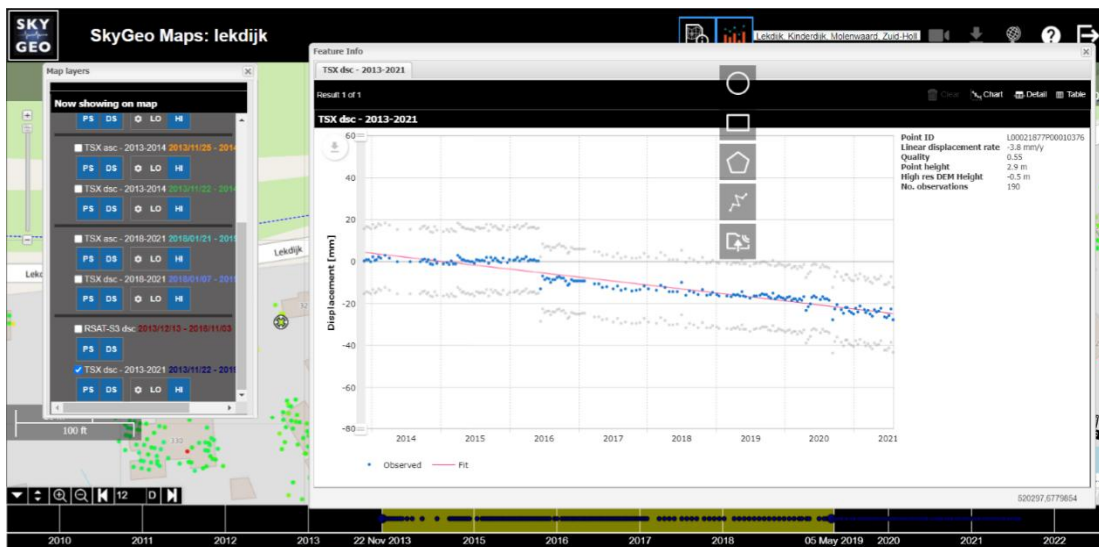 SKY
GEO
SkyGeo Maps: lekdijk
Lekdijk, Kinderdijk, Molenwaard, Zuid-Holl
Map layers
Now showing on map
PS DS LO HI
TSX asc - 2013-2014 2013/11/25 - 2014
PS DS LO HI
TSX dsc - 2013-2014 2013/11/22 - 2014
PS DS LO HI
TSX asc - 2018-2021 2018/01/21 - 201
PS DS LO HI
TSX dsc - 2018-2021 2018/01/07 - 201
PS DS LO HI
RSAT-S3 dsc 2013/12/13 - 2016/11/03
PS DS
TSX dsc - 2013-2021 2013/11/22 - 201
PS DS LO HI
100 ft
Lekdijk
Feature Info
TSX dsc - 2013-2021
Result 1 of 1
Clear Chart Detail Table
TSX dsc - 2013-2021
Point ID L00021877P00010376
Linear displacement rate -3.8 mm/y
Quality 0.55
Point height 2.9 m
High res DEM Height -0.5 m
No. observations 190
Displacement [mm]
60
20
0
-20
-40
-60
-80
2014 2015 2016 2017 2018 2019 2020 2021
Observed Fit
520297,6779854
12 D
2010 2011 2012 2013 22 Nov 2013 2015 2016 2017 2018 05 May 2019 2020 2021 2022